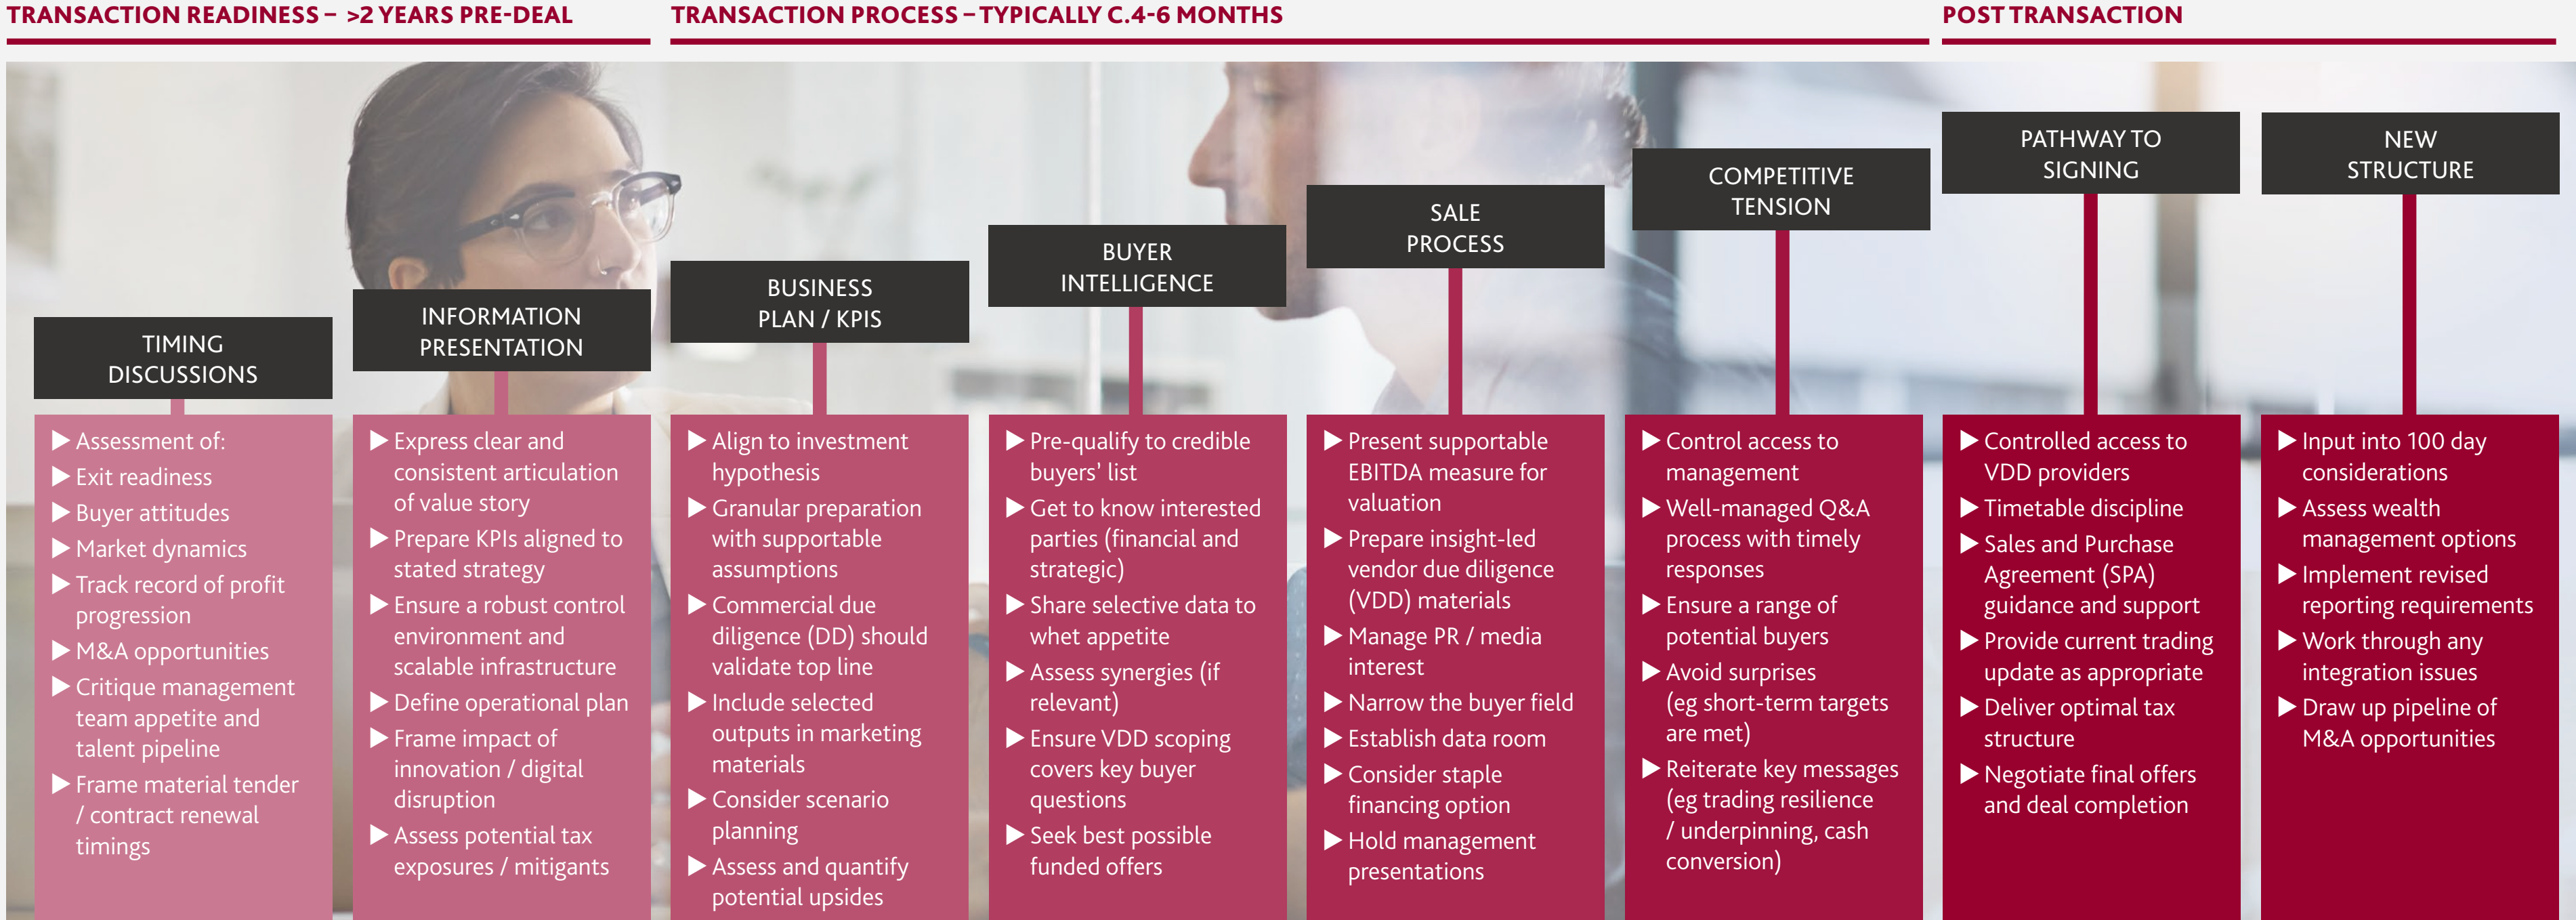 TRANSACTION READINESS – >2 YEARS PRE-DEAL
TRANSACTION PROCESS – TYPICALLY C.4-6 MONTHS
POST TRANSACTION
TIMING
DISCUSSIONS
▶ Assessment of:
▶ Exit readiness
▶ Buyer attitudes
▶ Market dynamics
▶ Track record of profit
progression
▶ M&A opportunities
▶ Critique management
team appetite and
talent pipeline
▶ Frame material tender
/ contract renewal
timings
INFORMATION
PRESENTATION
▶ Express clear and
consistent articulation
of value story
▶ Prepare KPIs aligned to
stated strategy
▶ Ensure a robust control
environment and
scalable infrastructure
▶ Define operational plan
▶ Frame impact of
innovation / digital
disruption
▶ Assess potential tax
exposures / mitigants
BUSINESS
PLAN / KPIS
▶ Align to investment
hypothesis
▶ Granular preparation
with supportable
assumptions
▶ Commercial due
diligence (DD) should
validate top line
▶ Include selected
outputs in marketing
materials
▶ Consider scenario
planning
▶ Assess and quantify
potential upsides
BUYER
INTELLIGENCE
▶ Pre-qualify to credible
buyers' list
▶ Get to know interested
parties (financial and
strategic)
▶ Share selective data to
whet appetite
▶ Assess synergies (if
relevant)
▶ Ensure VDD scoping
covers key buyer
questions
▶ Seek best possible
funded offers
SALE
PROCESS
▶ Present supportable
EBITDA measure for
valuation
▶ Prepare insight-led
vendor due diligence
(VDD) materials
▶ Manage PR / media
interest
▶ Narrow the buyer field
▶ Establish data room
▶ Consider staple
financing option
▶ Hold management
presentations
COMPETITIVE
TENSION
▶ Control access to
management
▶ Well-managed Q&A
process with timely
responses
▶ Ensure a range of
potential buyers
▶ Avoid surprises
(eg short-term targets
are met)
▶ Reiterate key messages
(eg trading resilience
/ underpinning, cash
conversion)
PATHWAY TO
SIGNING
▶ Controlled access to
VDD providers
▶ Timetable discipline
▶ Sales and Purchase
Agreement (SPA)
guidance and support
▶ Provide current trading
update as appropriate
▶ Deliver optimal tax
structure
▶ Negotiate final offers
and deal completion
NEW
STRUCTURE
▶ Input into 100 day
considerations
▶ Assess wealth
management options
▶ Implement revised
reporting requirements
▶ Work through any
integration issues
▶ Draw up pipeline of
M&A opportunities